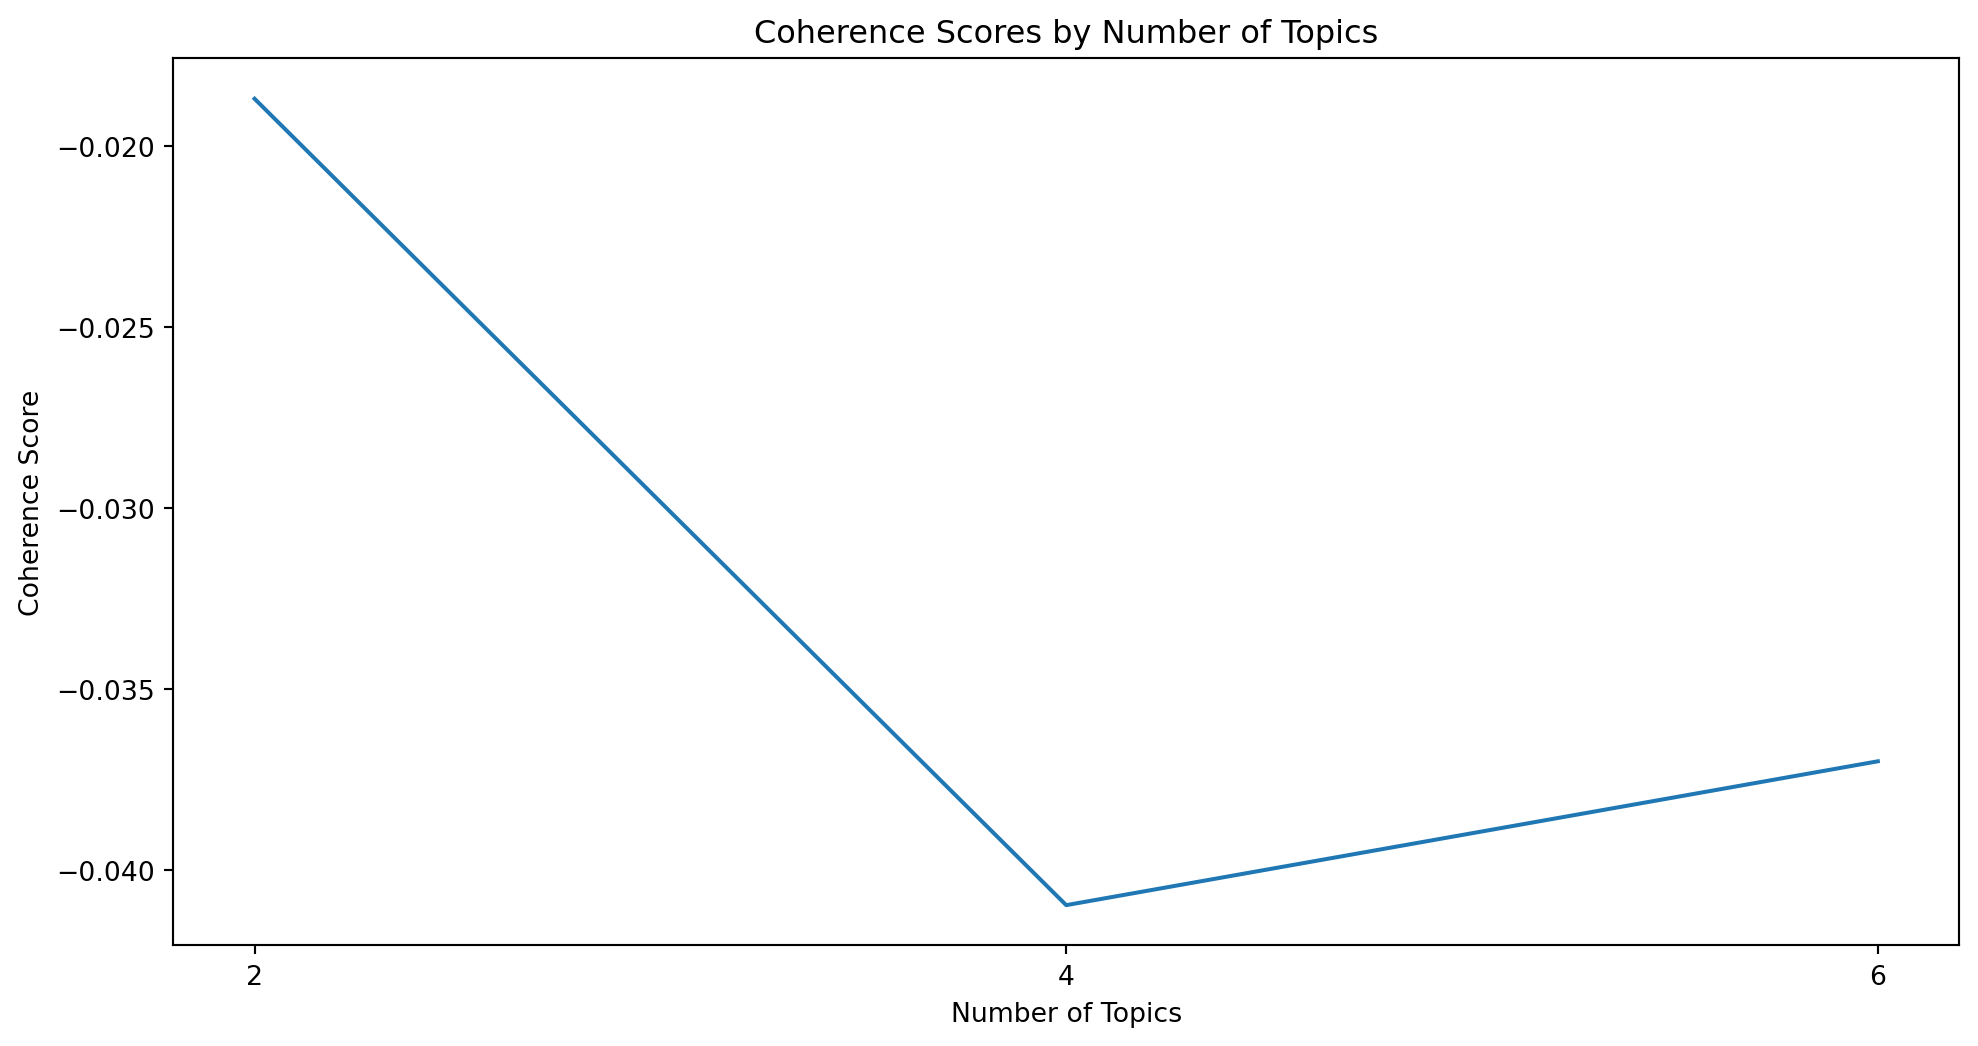 Coherence Scores by Number of Topics
−0.020
−0.025
−0.030
−0.035
−0.040
Coherence Score
2 4 6
Number of Topics